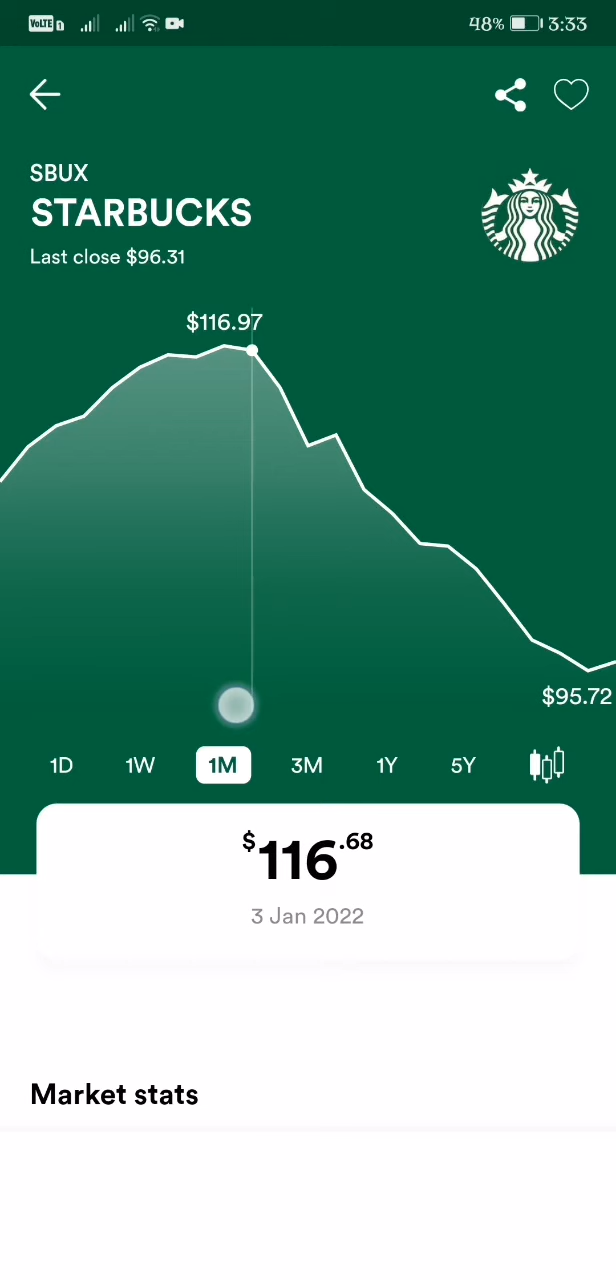 VoLTE 48% 3:33
SBUX
STARBUCKS
Last close $96.31
$116.97
$95.72
1D 1W 1M 3M 1Y 5Y
$116.68
3 Jan 2022
Market stats